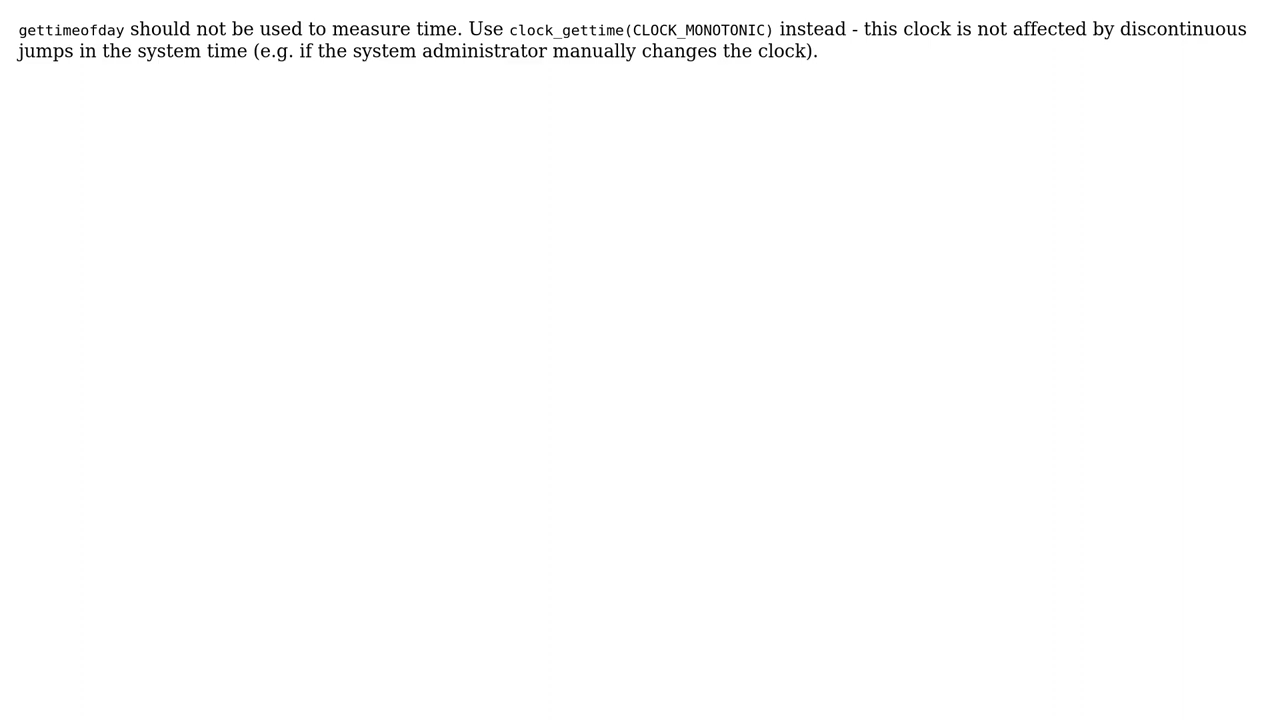 gettimeofday should not be used to measure time. Use clock_gettime(CLOCK_MONOTONIC) instead - this clock is not affected by discontinuous
jumps in the system time (e.g. if the system administrator manually changes the clock).